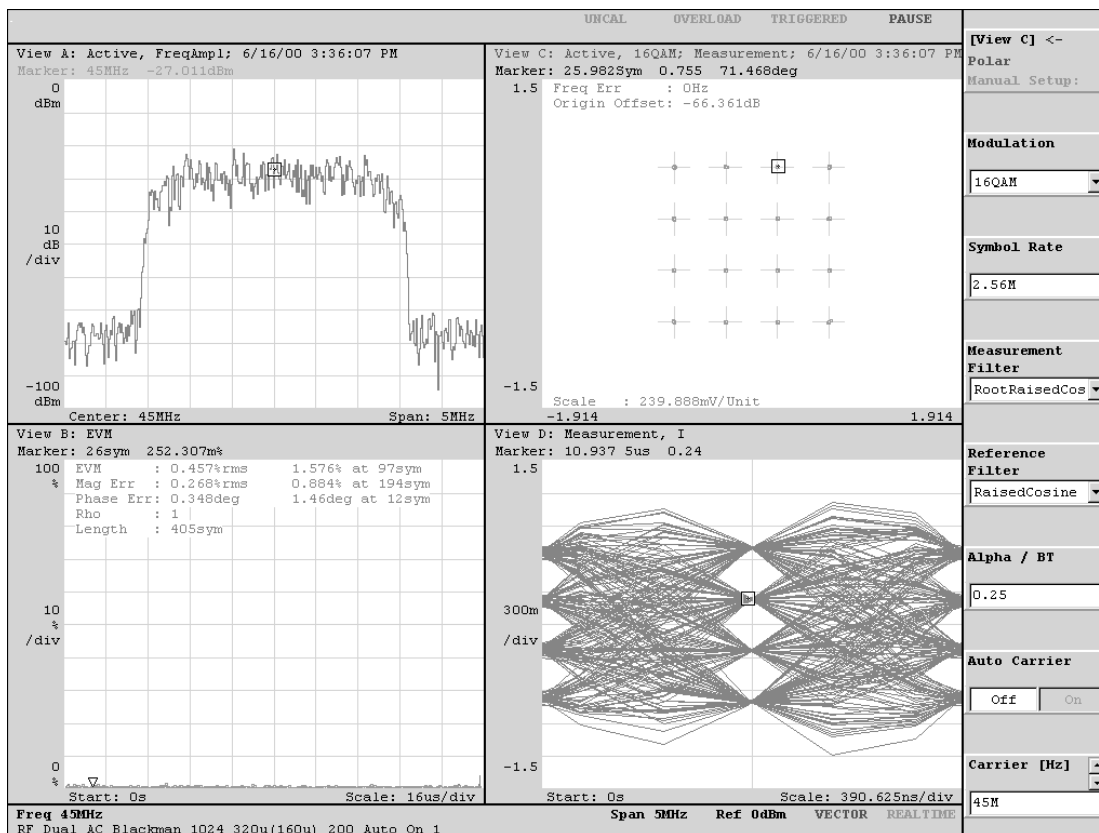 UNCAL OVERLOAD TRIGGERED PAUSE
View A: Active, FreqAmpl; 6/16/00 3:36:07 PM
Marker: 45MHz -27.011dBm
0
dBm
10
dB
/div
-100
dBm
Center: 45MHz Span: 5MHz
View C: Active, 16QAM; Measurement; 6/16/00 3:36:07 PM
Marker: 25.982Sym 0.755 71.468deg
1.5
Freq Err : 0Hz
Origin Offset: -66.361dB
-1.5
Scale : 239.888mV/Unit
-1.914 1.914
View B: EVM
Marker: 26sym 252.307m%
100
%
EVM : 0.457%rms 1.576% at 97sym
Mag Err : 0.268%rms 0.884% at 194sym
Phase Err: 0.348deg 1.46deg at 12sym
Rho : 1
Length : 405sym
10
%
/div
0
%
Start: 0s Scale: 16us/div
View D: Measurement, I
Marker: 10.937 5us 0.24
1.5
300m
/div
-1.5
Start: 0s Scale: 390.625ns/div
[View C] <-
Polar
Manual Setup:
Modulation
16QAM
Symbol Rate
2.56M
Measurement
Filter
RootRaisedCos
Reference
Filter
RaisedCosine
Alpha / BT
0.25
Auto Carrier
Off On
Carrier [Hz]
45M
Freq 45MHz Span 5MHz Ref 0dBm VECTOR REALTIME
RF Dual AC Blackman 1024 320u(160u) 200 Auto On 1